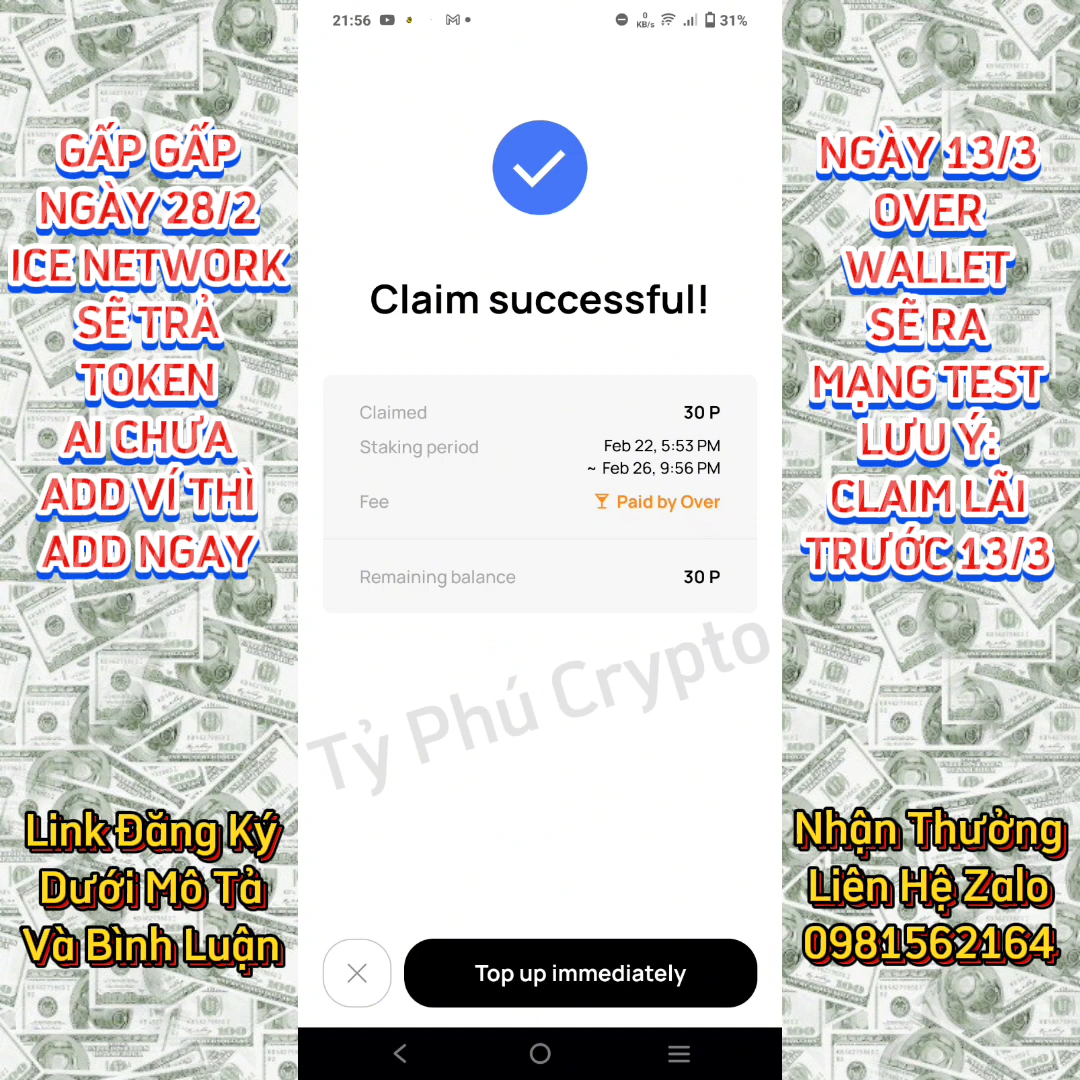 21:56
0
KB/s
31%
GẤP GẤP
NGÀY 28/2
ICE NETWORK
SẼ TRẢ
TOKEN
AI CHƯA
ADD VÍ THÌ
ADD NGAY
Claim successful!
Claimed 30 P
Staking period Feb 22, 5:53 PM
~ Feb 26, 9:56 PM
Fee Paid by Over
Remaining balance 30 P
Tỷ Phú Crypto
NGÀY 13/3
OVER
WALLET
SẼ RA
MẠNG TEST
LƯU Ý:
CLAIM LÃI
TRƯỚC 13/3
Link Đăng Ký
Dưới Mô Tả
Và Bình Luận
Top up immediately
Nhận Thưởng
Liên Hệ Zalo
0981562164